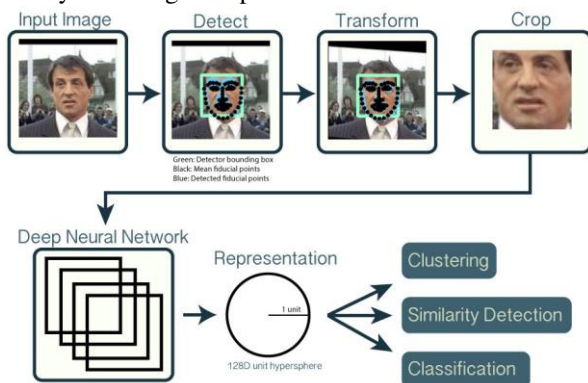 Input Image
Detect
Transform
Crop
Green: Detector bounding box
Black: Mean fiducial points
Blue: Detected fiducial points
Deep Neural Network
Representation
1 unit
128D unit hypersphere
Clustering
Similarity Detection
Classification